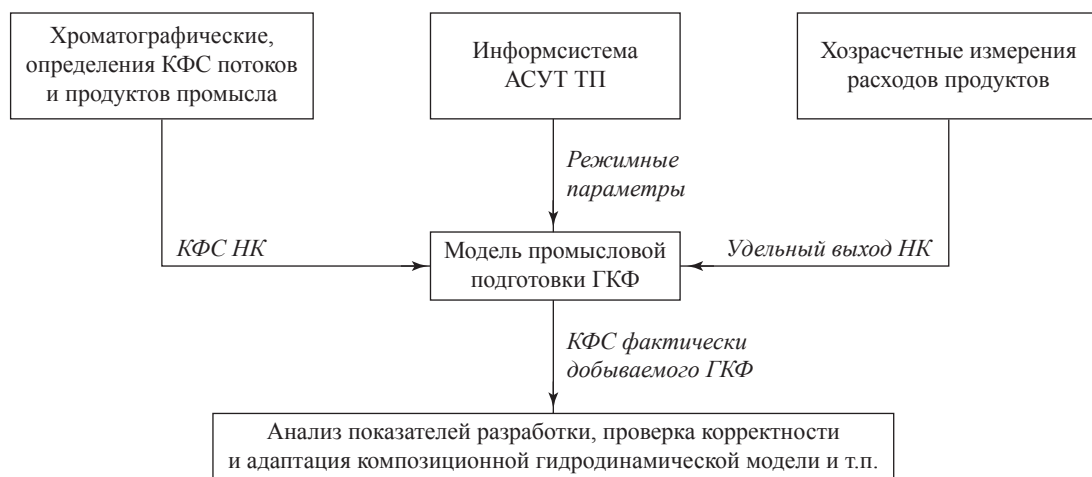 Хроматографические,
определения КФС потоков
и продуктов промысла
Информсистема
АСУТ ТП
Хозрасчетные измерения
расходов продуктов
Режимные
параметры
КФС НК
Модель промысловой
подготовки ГКФ
Удельный выход НК
КФС фактически
добываемого ГКФ
Анализ показателей разработки, проверка корректности
и адаптация композиционной гидродинамической модели и т.п.